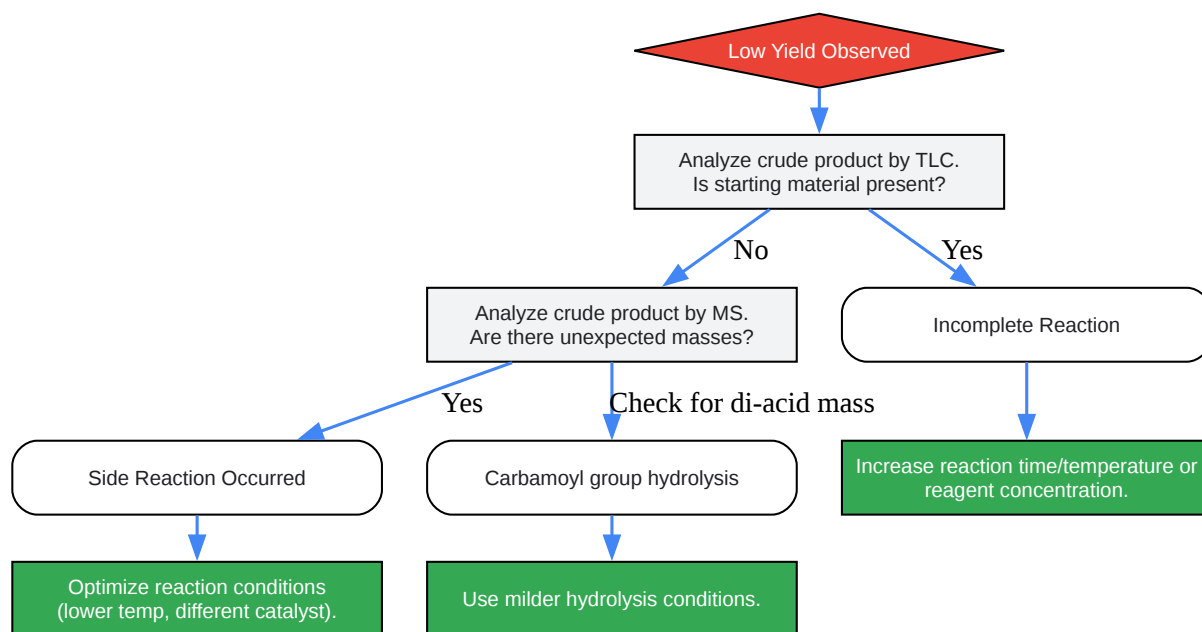 Low Yield Observed
Analyze crude product by TLC.
Is starting material present?
No
Yes
Analyze crude product by MS.
Are there unexpected masses?
Incomplete Reaction
Yes
Check for di-acid mass
Side Reaction Occurred
Carbamoyl group hydrolysis
Increase reaction time/temperature or
reagent concentration.
Optimize reaction conditions
(lower temp, different catalyst).
Use milder hydrolysis conditions.